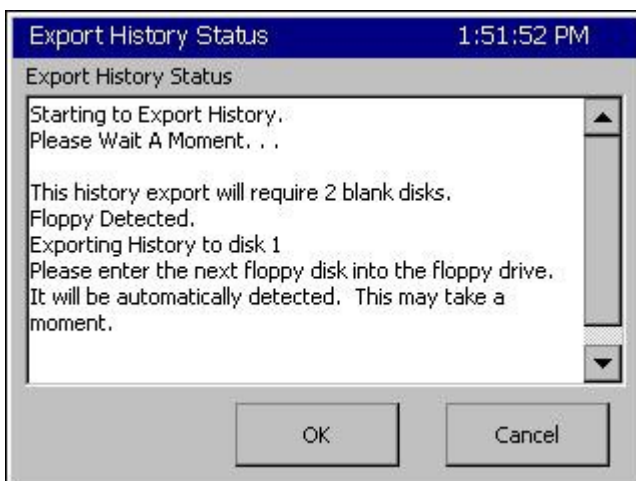 Export History Status 1:51:52 PM
Export History Status
Starting to Export History.
Please Wait A Moment. . .
This history export will require 2 blank disks.
Floppy Detected.
Exporting History to disk 1
Please enter the next floppy disk into the floppy drive.
It will be automatically detected.  This may take a
moment.
OK Cancel